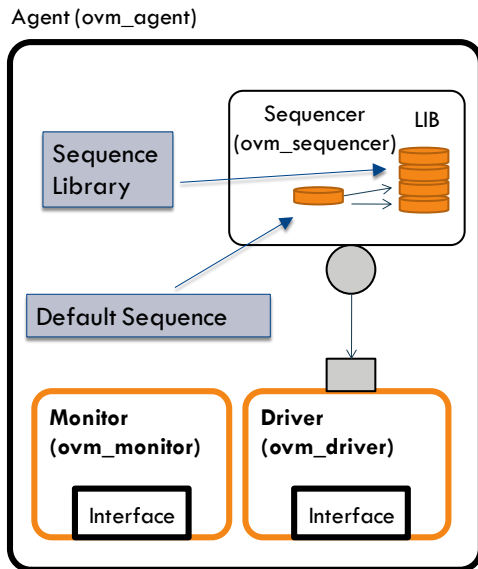 Agent (ovm_agent)
Sequencer
(ovm_sequencer)
LIB
Sequence
Library
Default Sequence
Monitor
(ovm_monitor)
Interface
Driver
(ovm_driver)
Interface